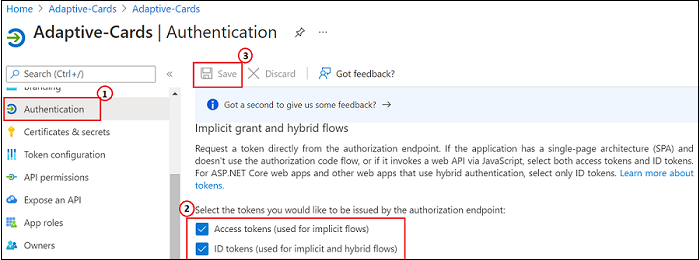 Home > Adaptive-Cards > Adaptive-Cards
Adaptive-Cards | Authentication
3
Search (Ctrl+/)
Save
Discard
Got feedback?
1
Branding
Authentication
Certificates & secrets
Token configuration
API permissions
Expose an API
App roles
Owners
Got a second to give us some feedback? →
Implicit grant and hybrid flows
Request a token directly from the authorization endpoint. If the application has a single-page architecture (SPA) and
doesn't use the authorization code flow, or if it invokes a web API via JavaScript, select both access tokens and ID tokens.
For ASP.NET Core web apps and other web apps that use hybrid authentication, select only ID tokens. Learn more about
tokens.
2
Select the tokens you would like to be issued by the authorization endpoint:
Access tokens (used for implicit flows)
ID tokens (used for implicit and hybrid flows)